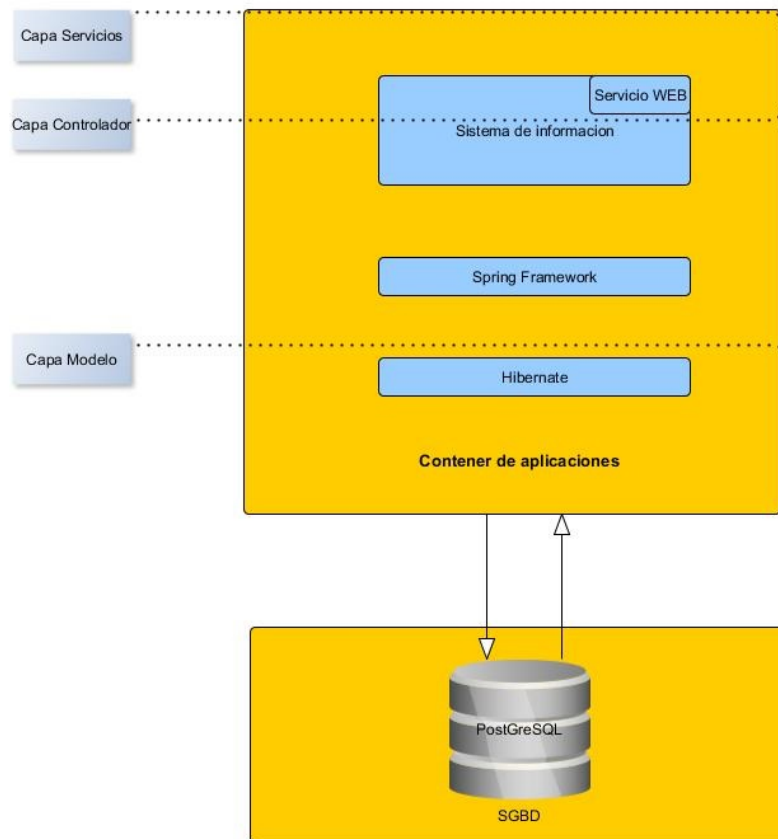 Capa Servicios
Servicio WEB
Capa Controlador
Sistema de informacion
Spring Framework
Capa Modelo
Hibernate
Contener de aplicaciones
PostGreSQL
SGBD